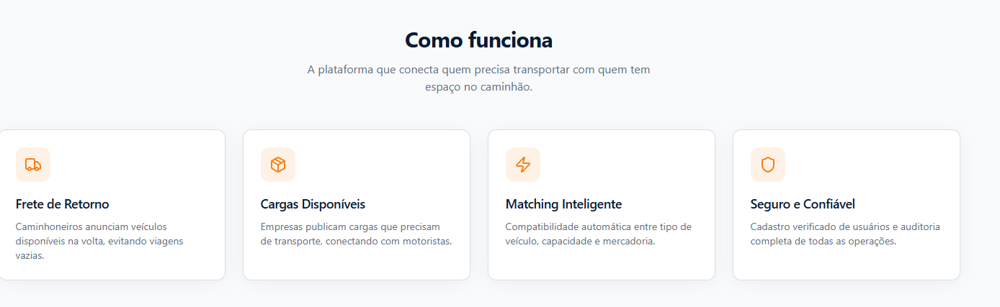 Como funciona
A plataforma que conecta quem precisa transportar com quem tem
espaço no caminhão.
Frete de Retorno
Caminhoneiros anunciam veículos
disponíveis na volta, evitando viagens
vazias.
Cargas Disponíveis
Empresas publicam cargas que precisam
de transporte, conectando com motoristas.
Matching Inteligente
Compatibilidade automática entre tipo de
veículo, capacidade e mercadoria.
Seguro e Confiável
Cadastro verificado de usuários e auditoria
completa de todas as operações.